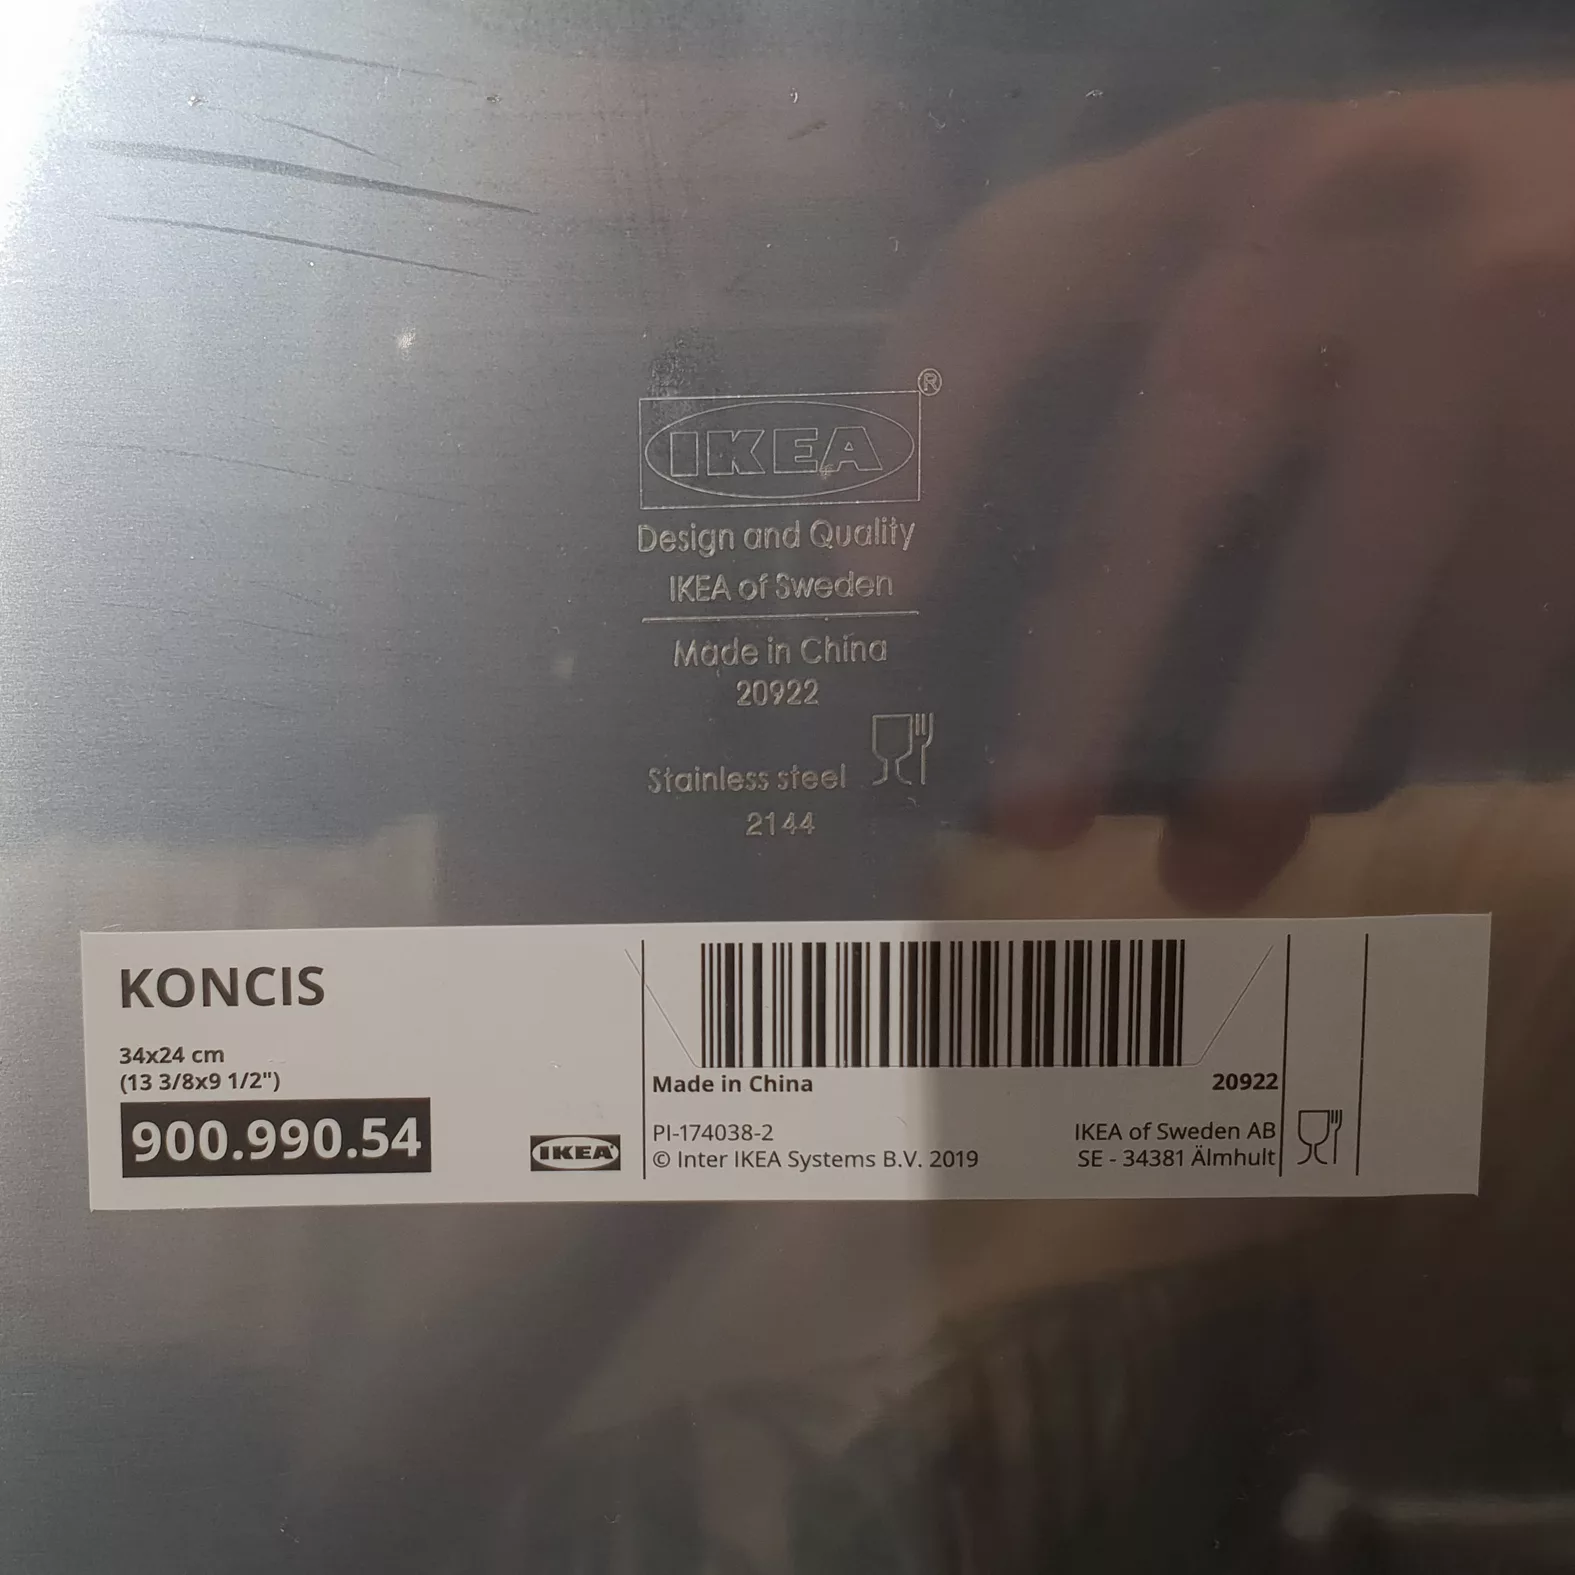 IKEA®
Design and Quality
IKEA of Sweden
Made in China
20922
Stainless steel
2144
KONCIS
34x24 cm
(13 3/8x9 1/2")
900.990.54
IKEA
Made in China 20922
PI-174038-2
© Inter IKEA Systems B.V. 2019
IKEA of Sweden AB
SE - 34381 Älmhult